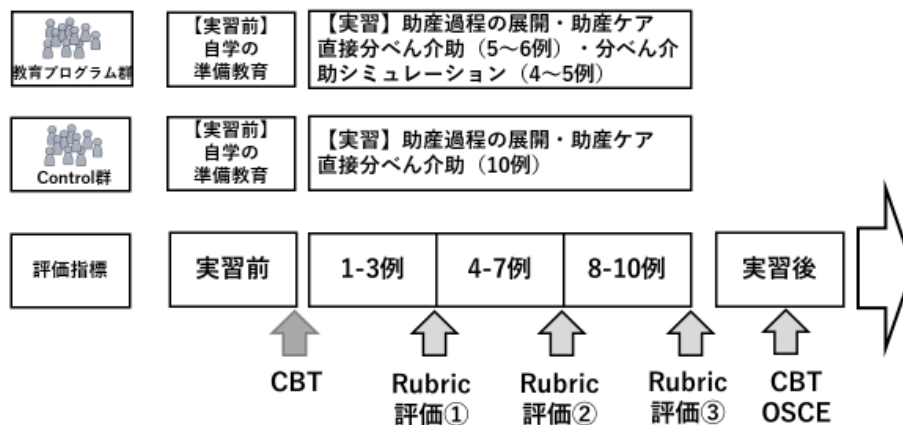 教育プログラム群
【実習前】
自学の
準備教育
【実習】助産過程の展開・助産ケア
直接分べん介助（5〜6例）・分べん介
助シミュレーション（4〜5例）
Control群
【実習前】
自学の
準備教育
【実習】助産過程の展開・助産ケア
直接分べん介助（10例）
評価指標
実習前
1-3例
4-7例
8-10例
実習後
CBT
Rubric
評価①
Rubric
評価②
Rubric
評価③
CBT
OSCE